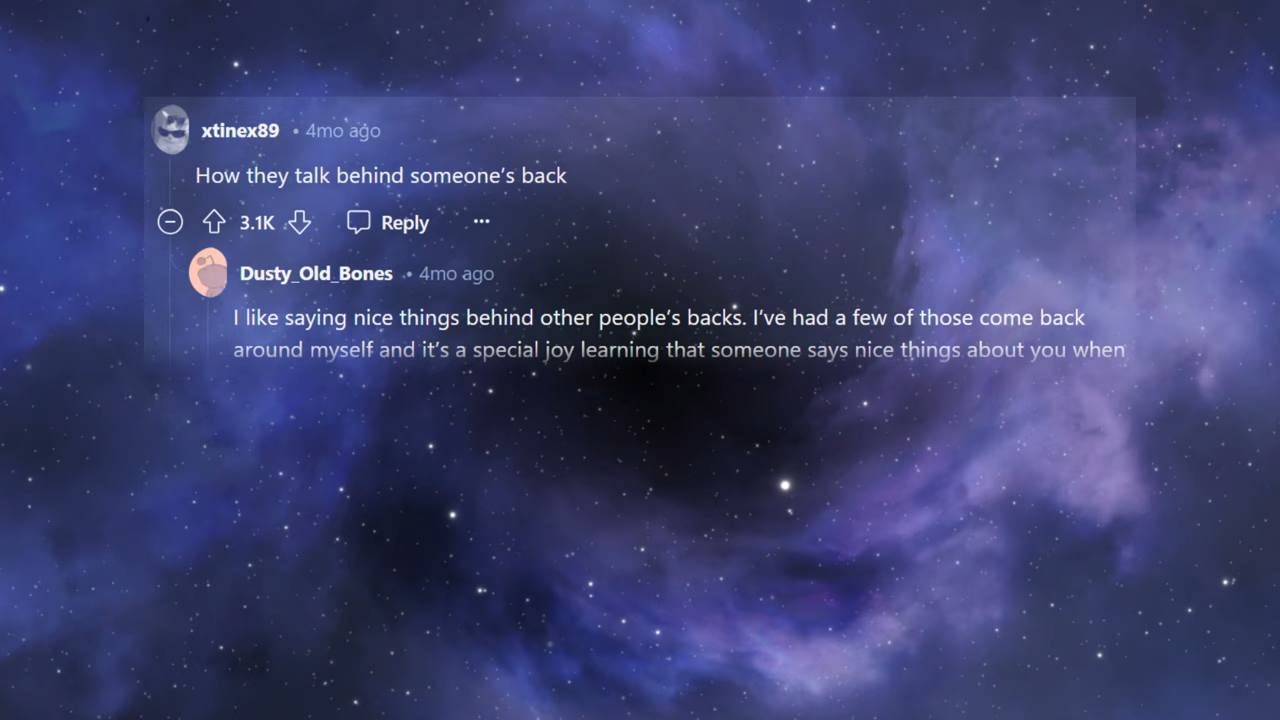 xtinex89 • 4mo ago
How they talk behind someone’s back
3.1K Reply ...
Dusty_Old_Bones • 4mo ago
I like saying nice things behind other people’s backs. I’ve had a few of those come back
around myself and it’s a special joy learning that someone says nice things about you when